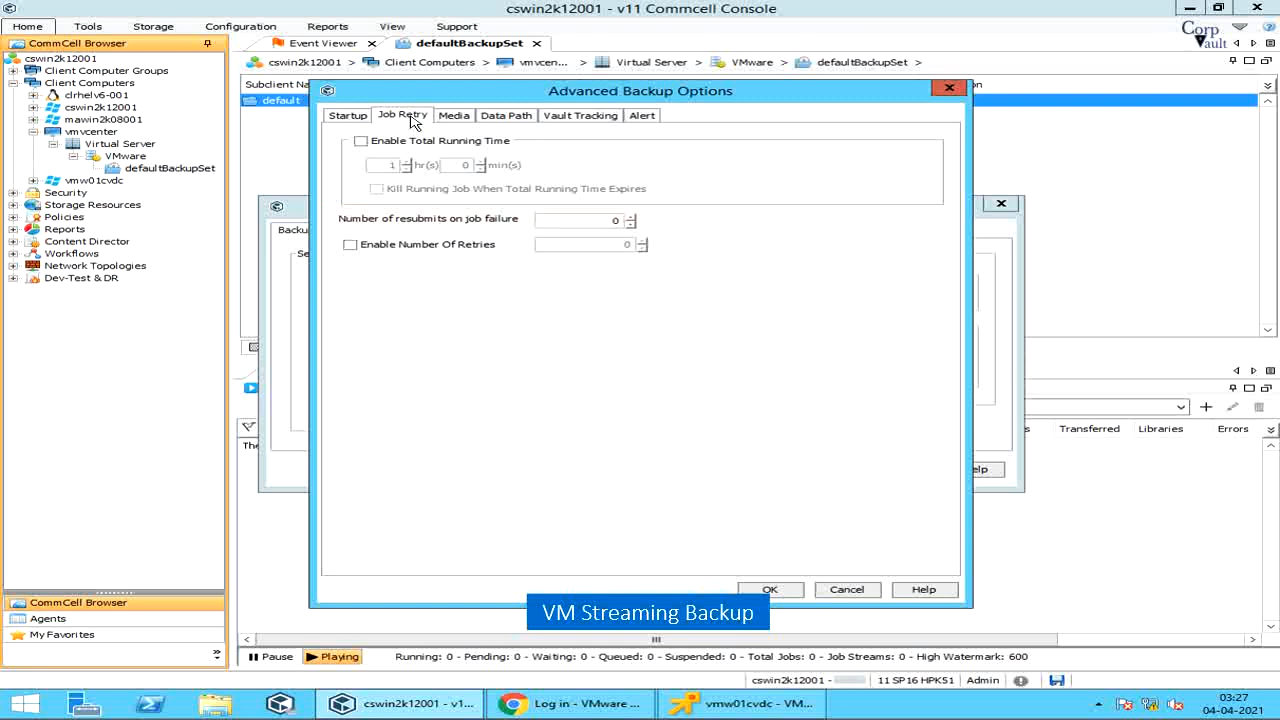 cswin2k12001 - v11 Commcell Console
Home Tools Storage Configuration Reports View Support
Corp Vault
CommCell Browser
Event Viewer
defaultBackupSet
cswin2k12001
Client Computer Groups
Client Computers
clrhelv6-001
cswin2k12001
mawin2k08001
vmvcenter
Virtual Server
VMware
defaultBackupSet
vmw01cvdc
Security
Storage Resources
Policies
Reports
Content Director
Workflows
Network Topologies
Dev-Test & DR
CommCell Browser
Agents
My Favorites
cswin2k12001 > Client Computers > vmvcen... > Virtual Server > VMware > defaultBackupSet >
Subclient Name
default
Advanced Backup Options
Startup Job Retry Media Data Path Vault Tracking Alert
Enable Total Running Time
1 hr(s) 0 min(s)
Kill Running Job When Total Running Time Expires
Number of resubmits on job failure 0
Enable Number Of Retries 0
OK Cancel Help
Transferred Libraries Errors
VM Streaming Backup
Pause Playing Running: 0 - Pending: 0 - Waiting: 0 - Queued: 0 - Suspended: 0 - Total Jobs: 0 - Job Streams: 0 - High Watermark: 600
cswin2k12001 - 11 SP16 HPK51 Admin
cswin2k12001 - v1... Log in - VMware ... vmw01cvdc - VM...
03:27
04-04-2021